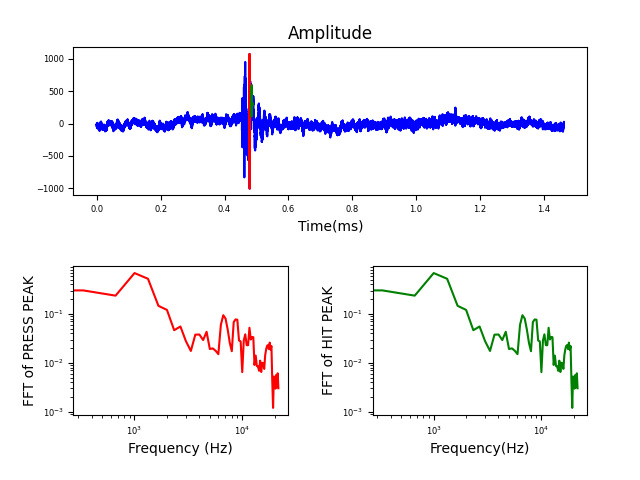 Amplitude
1000
500
0
−500
−1000
0.0 0.2 0.4 0.6 0.8 1.0 1.2 1.4
Time(ms)
FFT of PRESS PEAK
10⁻¹
10⁻²
10⁻³
10³ 10⁴
Frequency (Hz)
FFT of HIT PEAK
10⁻¹
10⁻²
10⁻³
10³ 10⁴
Frequency(Hz)